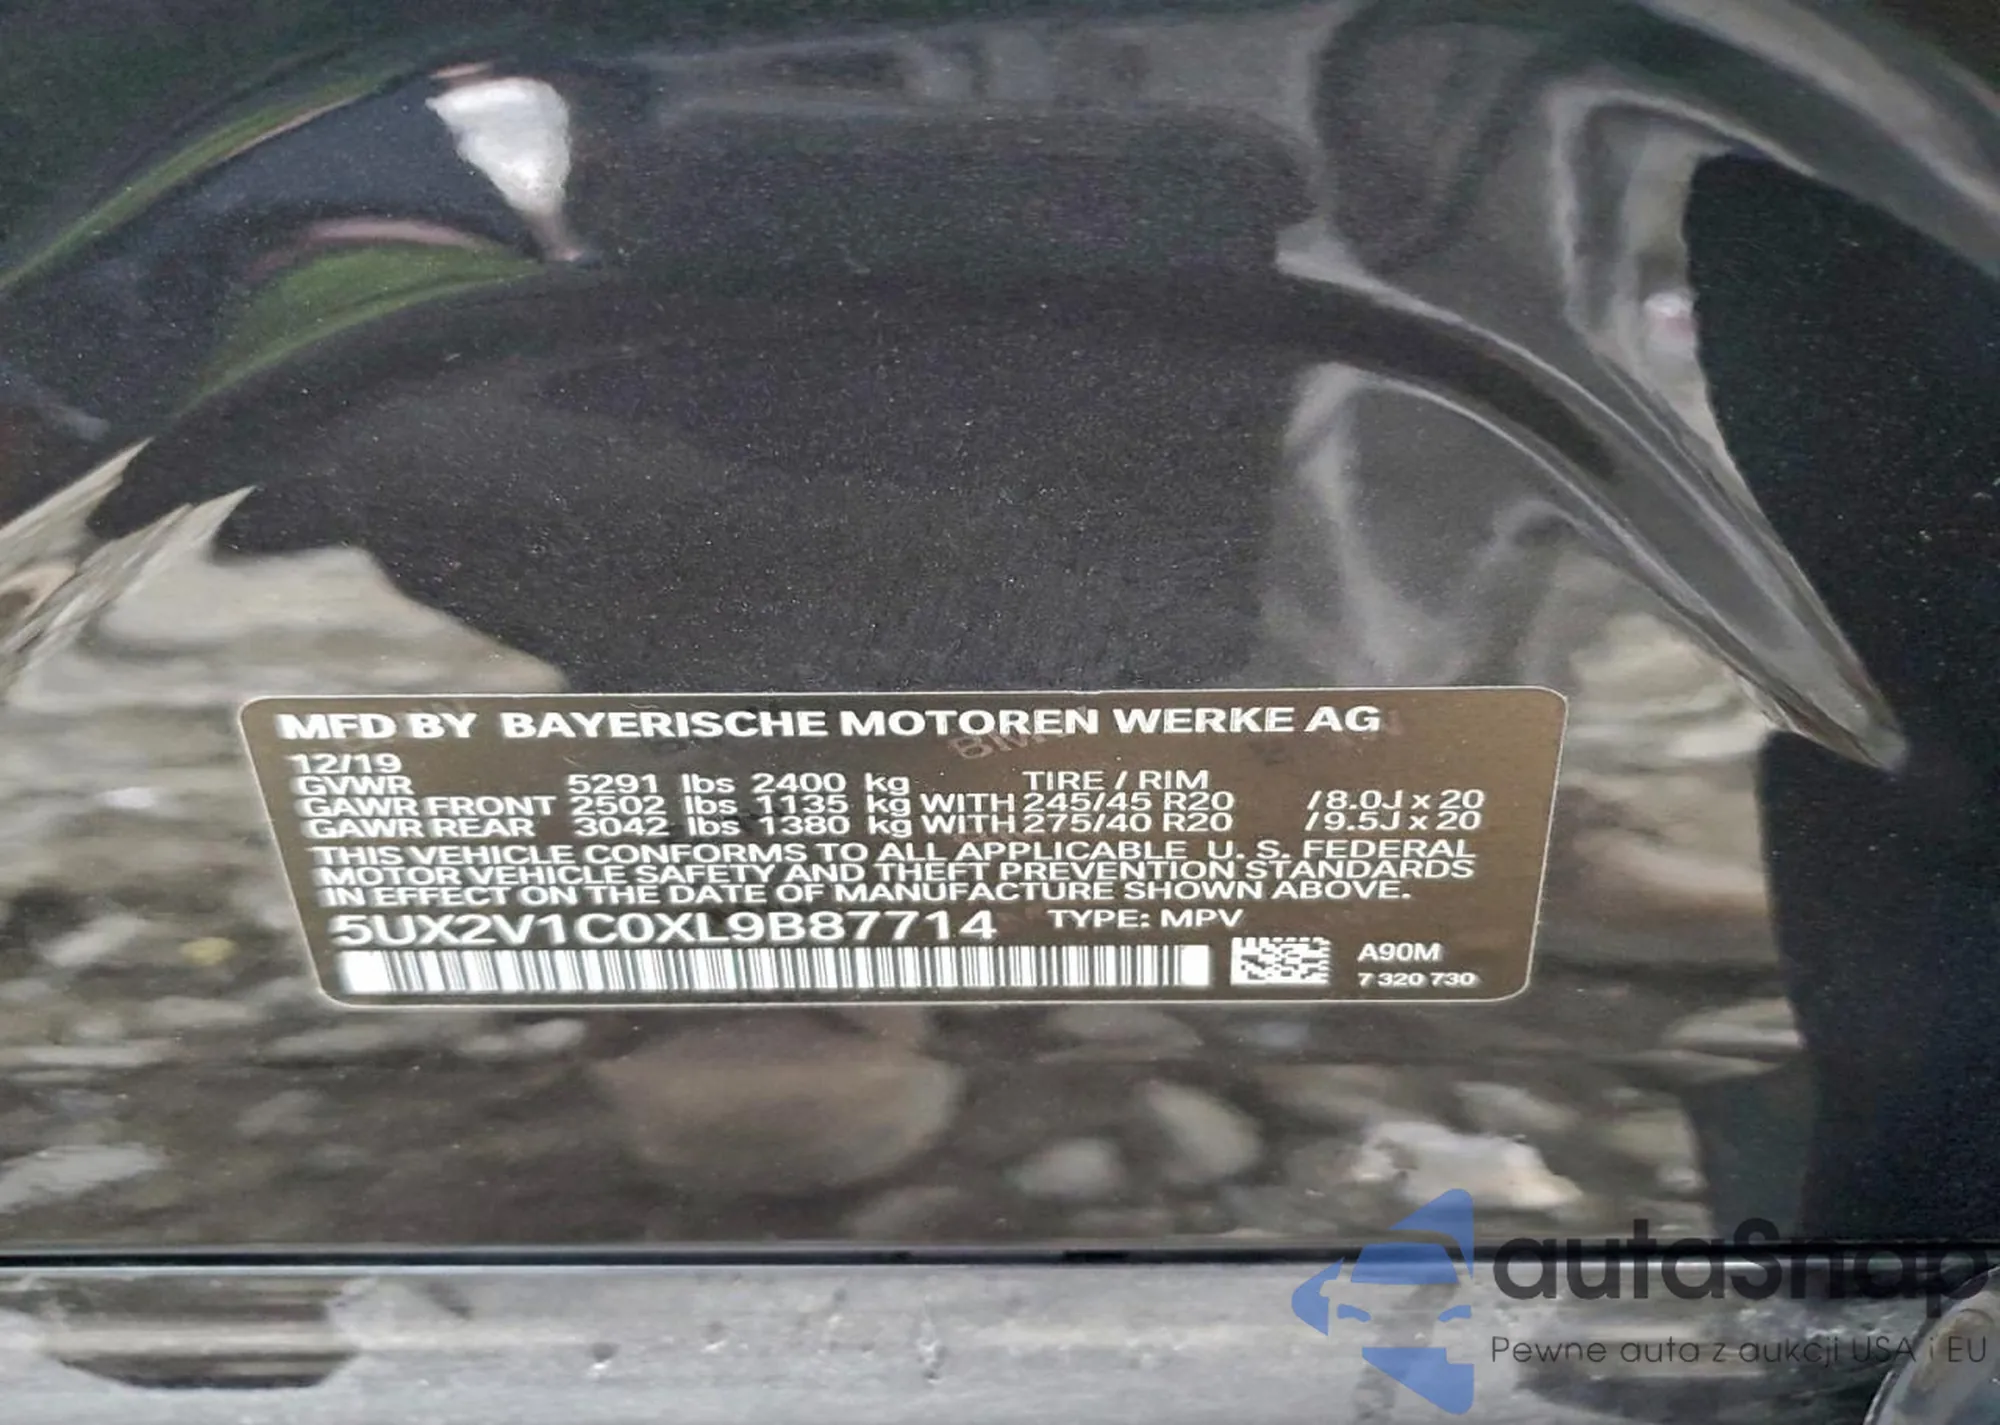 MFD BY BAYERISCHE MOTOREN WERKE AG
12/19
GVWR 5291 lbs 2400 kg TIRE / RIM
GAWR FRONT 2502 lbs 1135 kg WITH 245/45 R20 /8.0J x 20
GAWR REAR 3042 lbs 1380 kg WITH 275/40 R20 /9.5J x 20
THIS VEHICLE CONFORMS TO ALL APPLICABLE U. S. FEDERAL
MOTOR VEHICLE SAFETY AND THEFT PREVENTION STANDARDS
IN EFFECT ON THE DATE OF MANUFACTURE SHOWN ABOVE.
5UX2V1C0XL9B87714 TYPE: MPV
A90M
7 320 730
autaSnap
Pewne auta z aukcji USA i EU